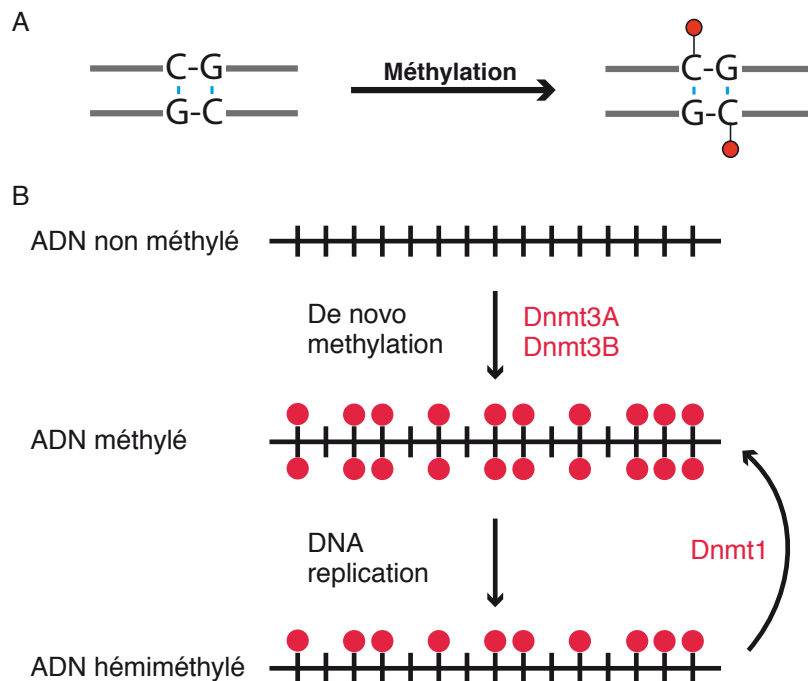 A
C-G
G-C
Méthylation
C-G
G-C
B
ADN non méthylé
De novo
methylation
Dnmt3A
Dnmt3B
ADN méthylé
DNA
replication
Dnmt1
ADN hémiméthylé